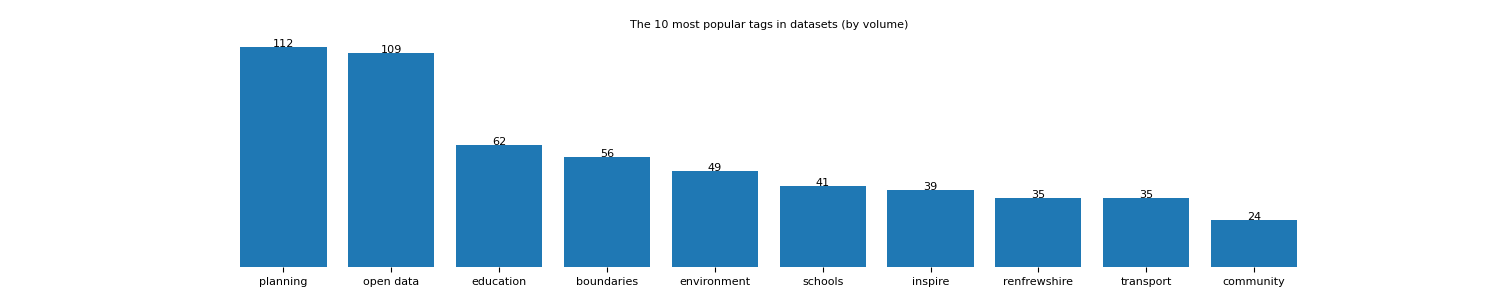 The 10 most popular tags in datasets (by volume)
112 109 62 56 49 41 39 35 35 24
planning open data education boundaries environment schools inspire renfrewshire transport community